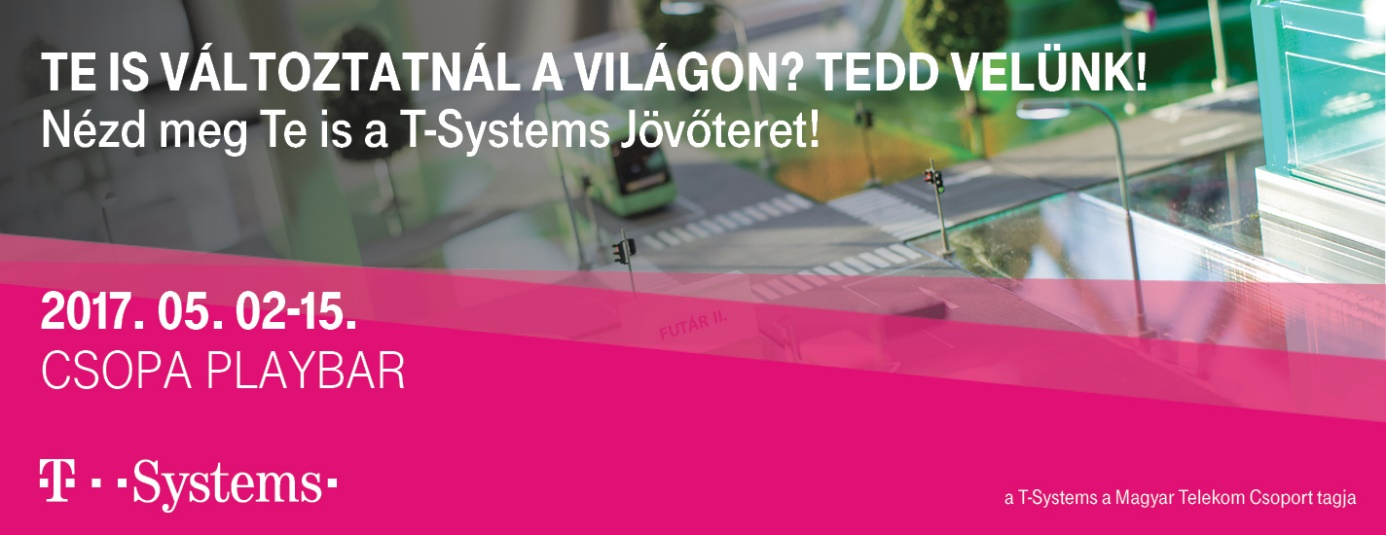 TE IS VÁLTOZTATNÁL A VILÁGON? TEDD VELÜNK!
Nézd meg Te is a T-Systems Jövőteret!
FUTÁR II.
2017. 05. 02-15.
CSOPA PLAYBAR
T··Systems·
a T-Systems a Magyar Telekom Csoport tagja